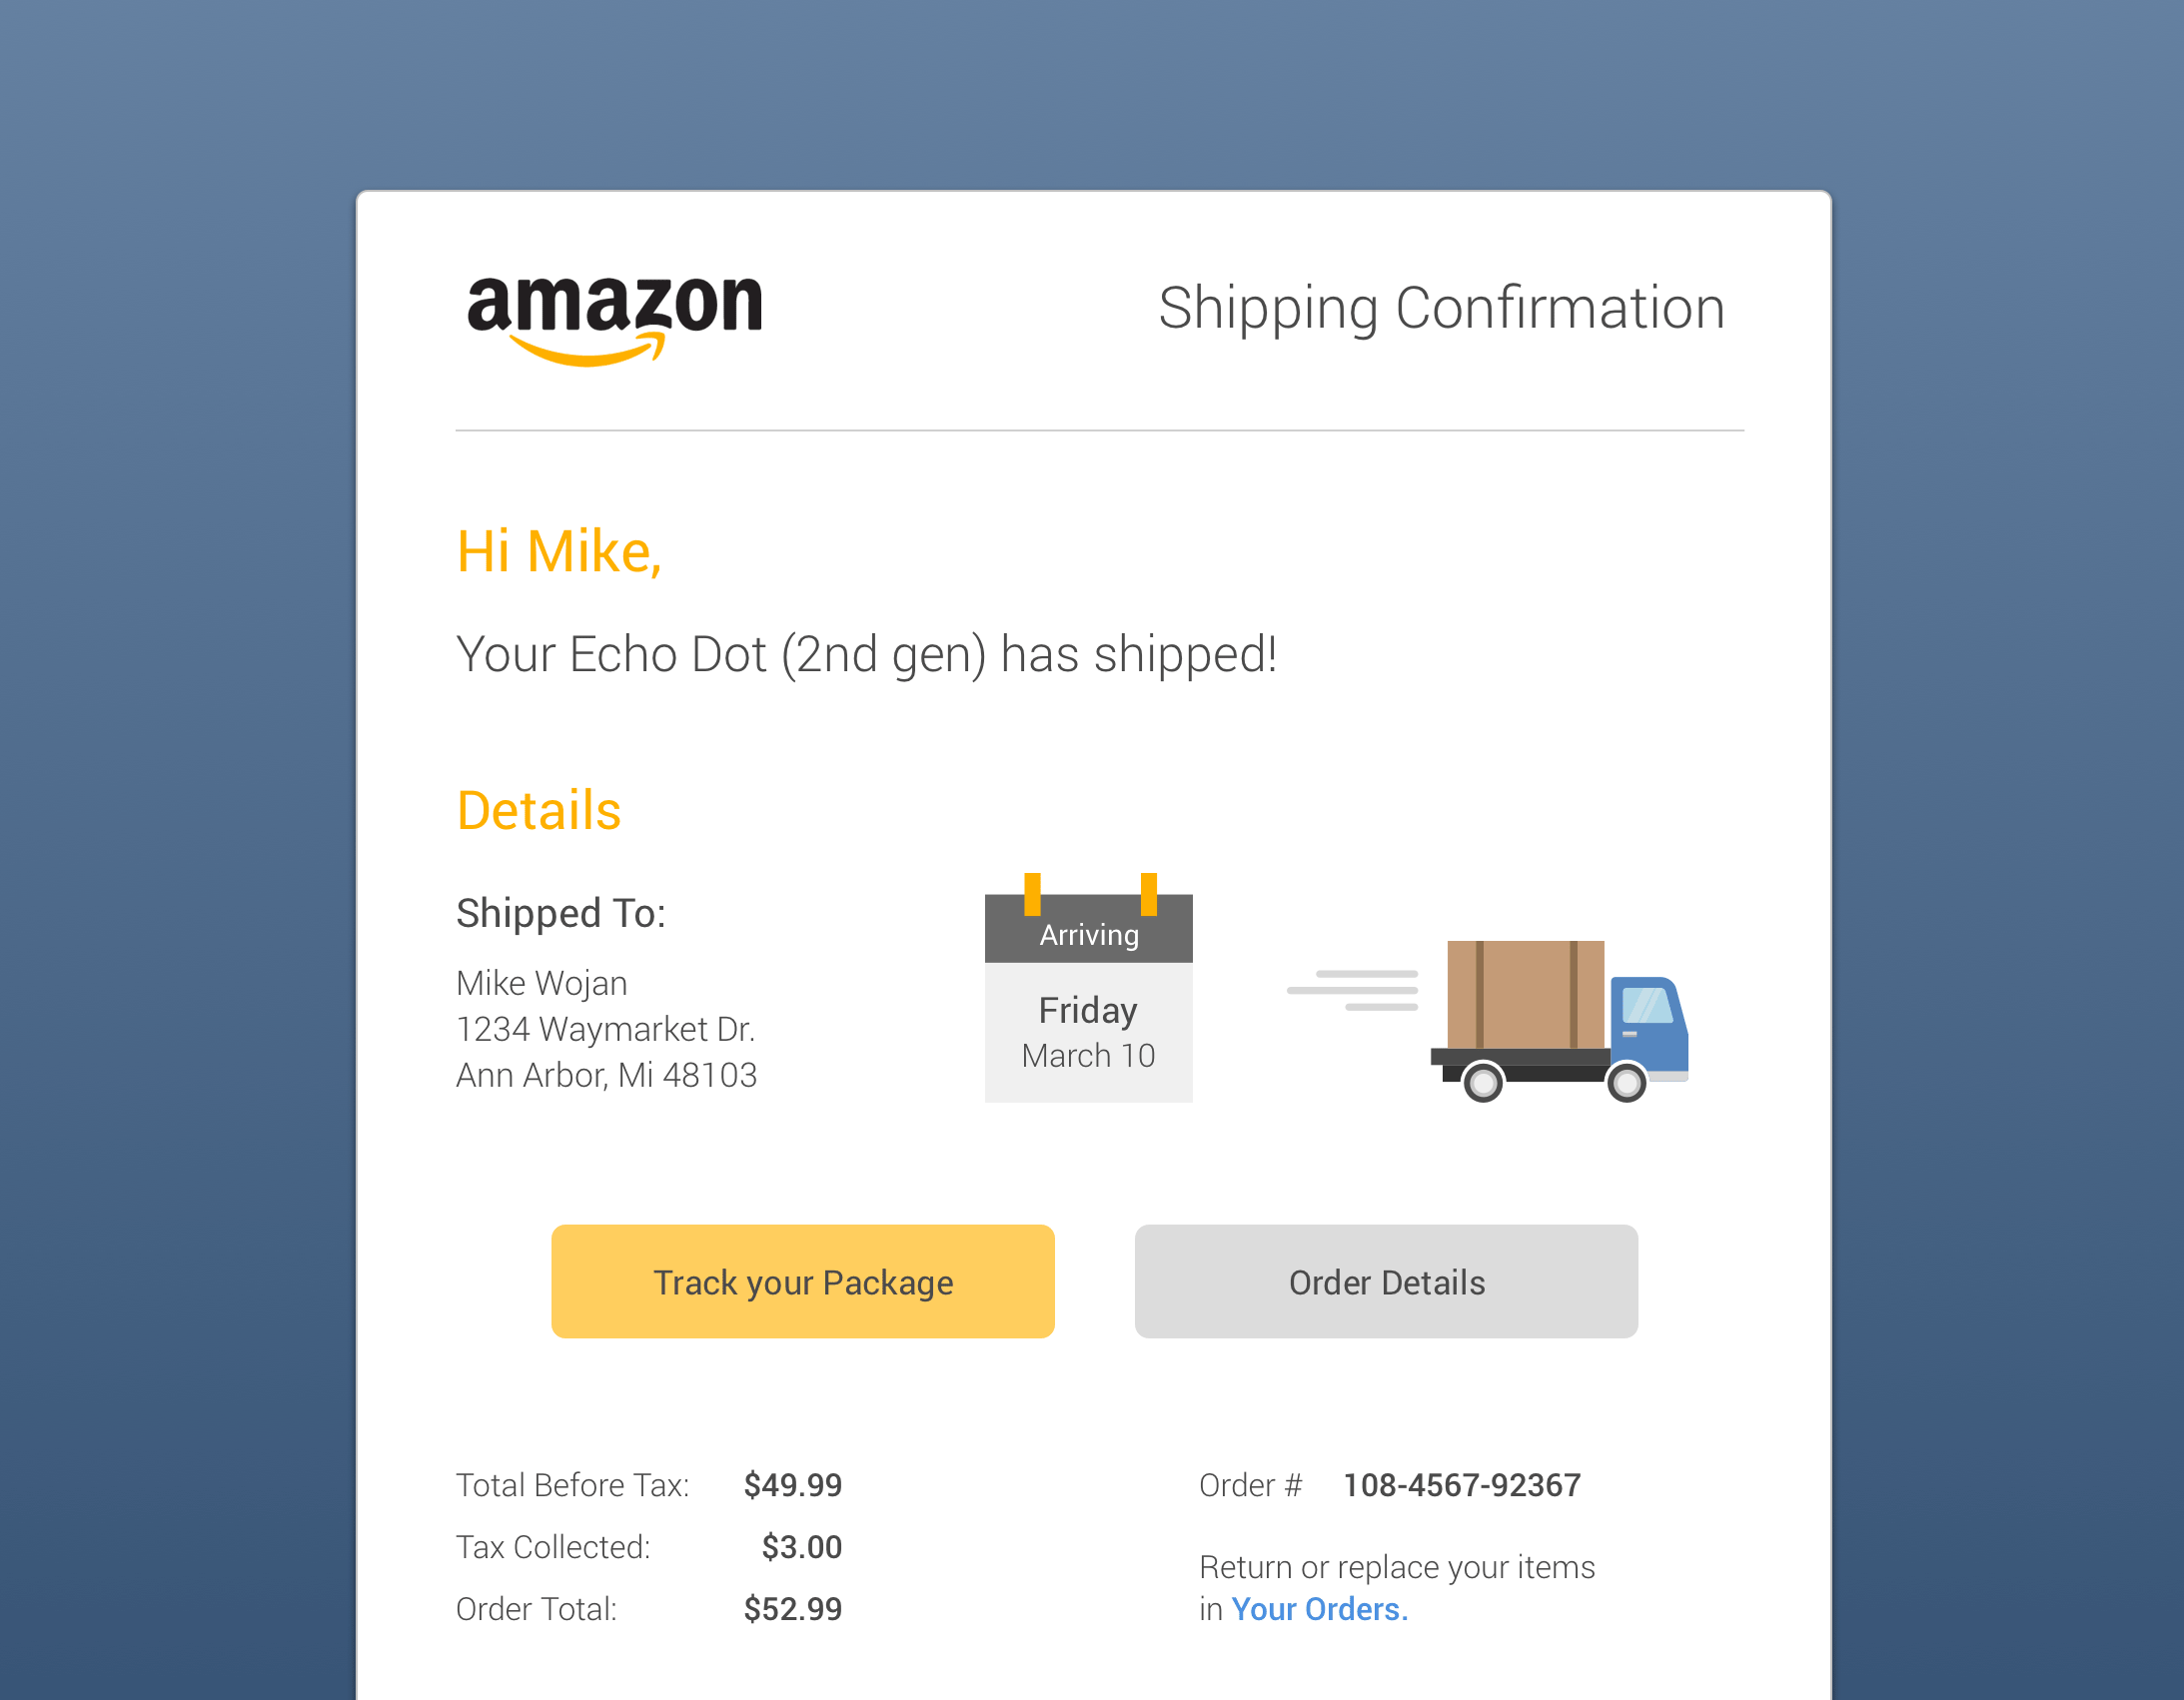 amazon
Shipping Confirmation
Hi Mike,
Your Echo Dot (2nd gen) has shipped!
Details
Shipped To:
Mike Wojan
1234 Waymarket Dr.
Ann Arbor, Mi 48103
Arriving
Friday
March 10
Track your Package
Order Details
Total Before Tax: $49.99
Tax Collected: $3.00
Order Total: $52.99
Order # 108-4567-92367
Return or replace your items
in Your Orders.